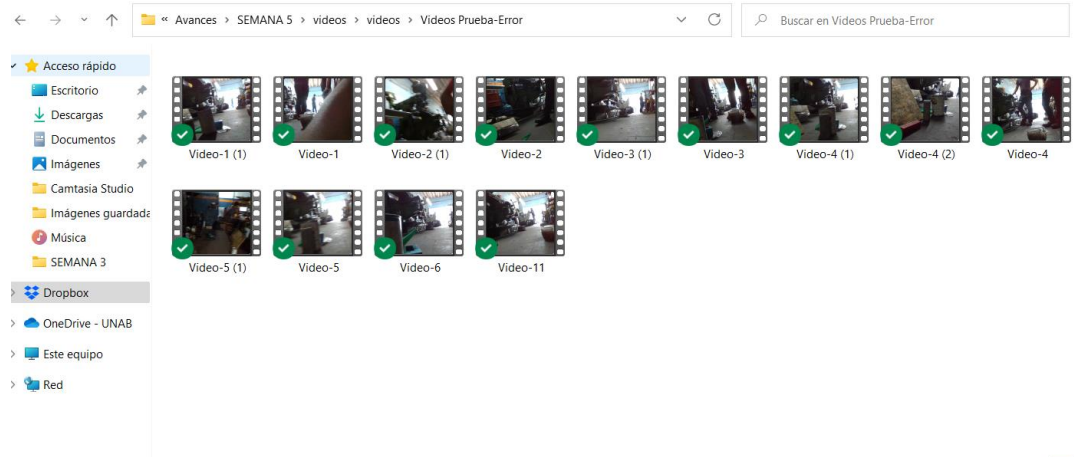 « Avances › SEMANA 5 › videos › videos › Videos Prueba-Error
Buscar en Videos Prueba-Error
Acceso rápido
Escritorio
Descargas
Documentos
Imágenes
Camtasia Studio
Imágenes guardada
Música
SEMANA 3
Dropbox
OneDrive - UNAB
Este equipo
Red
Video-1 (1)
Video-1
Video-2 (1)
Video-2
Video-3 (1)
Video-3
Video-4 (1)
Video-4 (2)
Video-4
Video-5 (1)
Video-5
Video-6
Video-11